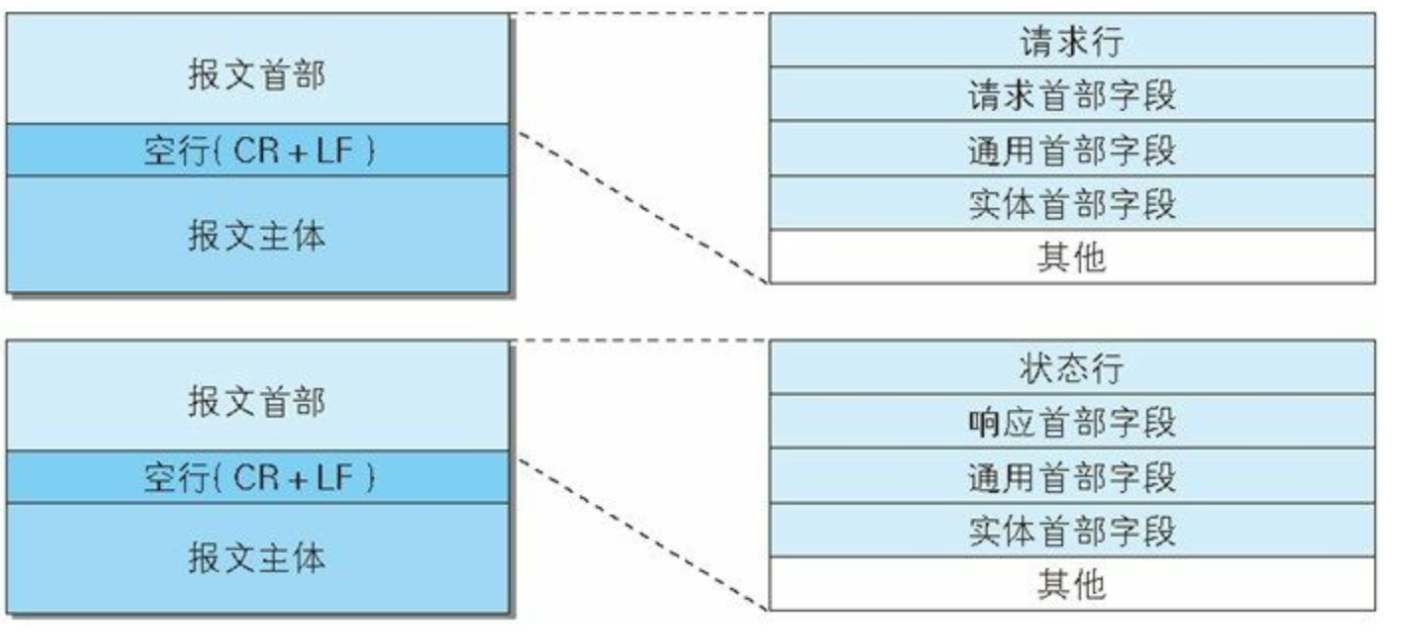 报文首部
空行( CR + LF )
报文主体
请求行
请求首部字段
通用首部字段
实体首部字段
其他
报文首部
空行( CR + LF )
报文主体
状态行
响应首部字段
通用首部字段
实体首部字段
其他